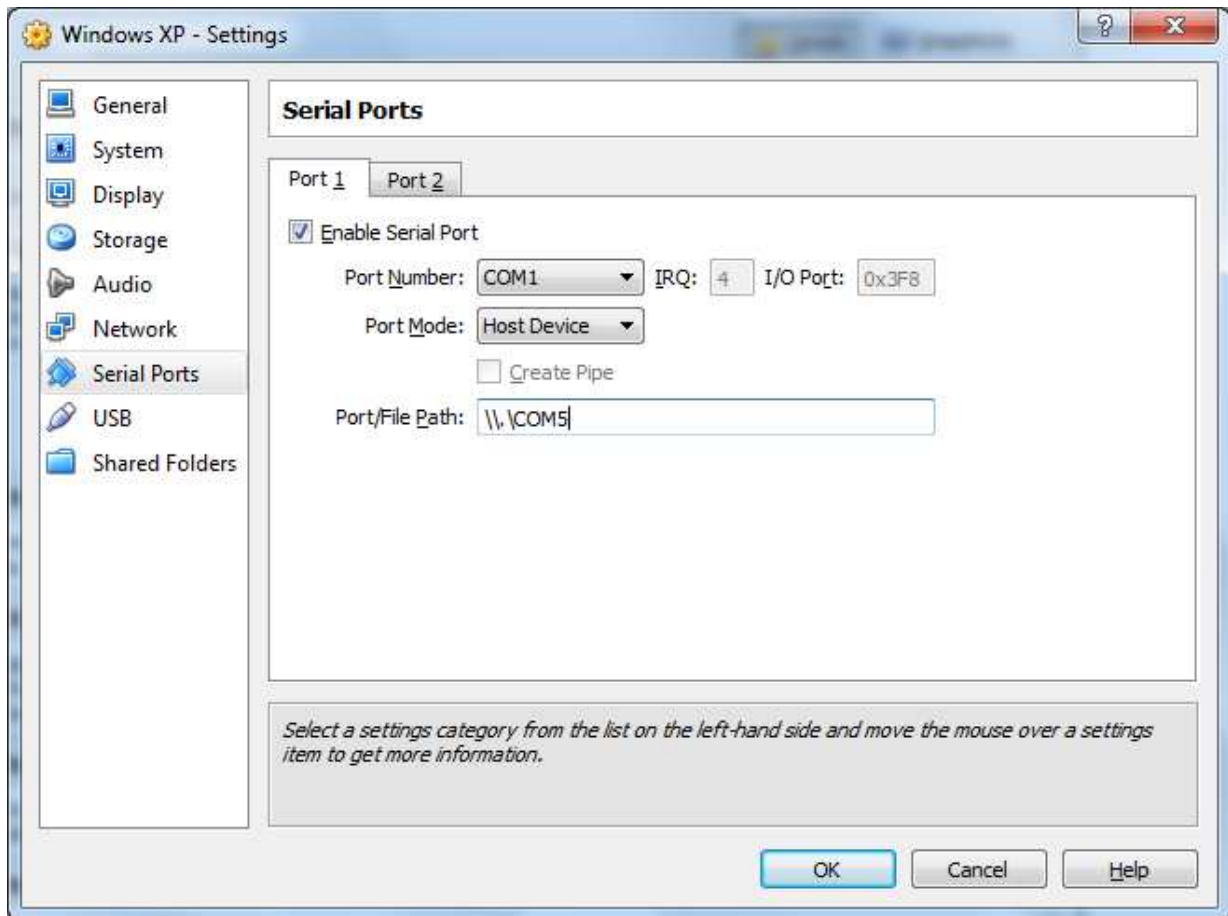 Windows XP - Settings
General
System
Display
Storage
Audio
Network
Serial Ports
USB
Shared Folders
Serial Ports
Port 1 Port 2
Enable Serial Port
Port Number: COM1 IRQ: 4 I/O Port: 0x3F8
Port Mode: Host Device
Create Pipe
Port/File Path: \\.\COM5
Select a settings category from the list on the left-hand side and move the mouse over a settings
item to get more information.
OK Cancel Help